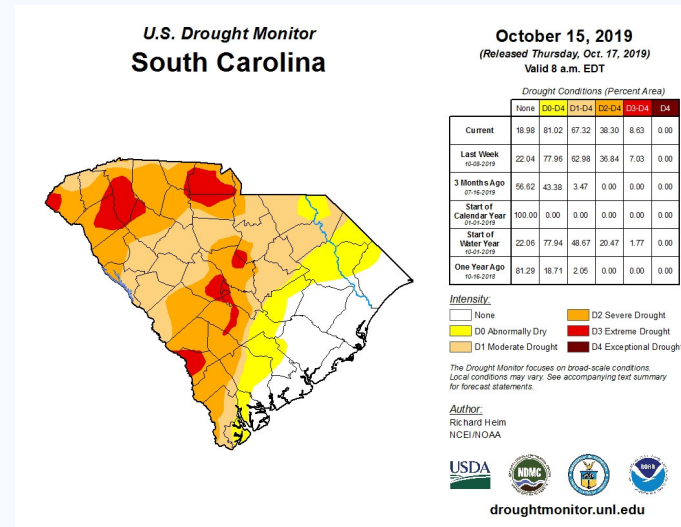 U.S. Drought Monitor
South Carolina
October 15, 2019
(Released Thursday, Oct. 17, 2019)
Valid 8 a.m. EDT
Drought Conditions (Percent Area)
None D0-D4 D1-D4 D2-D4 D3-D4 D4
Current 18.98 81.02 67.32 38.30 8.63 0.00
Last Week 22.04 77.96 62.98 36.84 7.03 0.00
10-08-2019
3 Months Ago 56.62 43.38 3.47 0.00 0.00 0.00
07-16-2019
Start of
Calendar Year 100.00 0.00 0.00 0.00 0.00 0.00
01-01-2019
Start of
Water Year 22.06 77.94 48.67 20.47 1.77 0.00
10-01-2019
One Year Ago 81.29 18.71 2.05 0.00 0.00 0.00
10-16-2018
Intensity:
None
D0 Abnormally Dry
D1 Moderate Drought
D2 Severe Drought
D3 Extreme Drought
D4 Exceptional Drought
The Drought Monitor focuses on broad-scale conditions.
Local conditions may vary. See accompanying text summary
for forecast statements.
Author:
Richard Heim
NCEI/NOAA
USDA
NDMC
NOAA
droughtmonitor.unl.edu